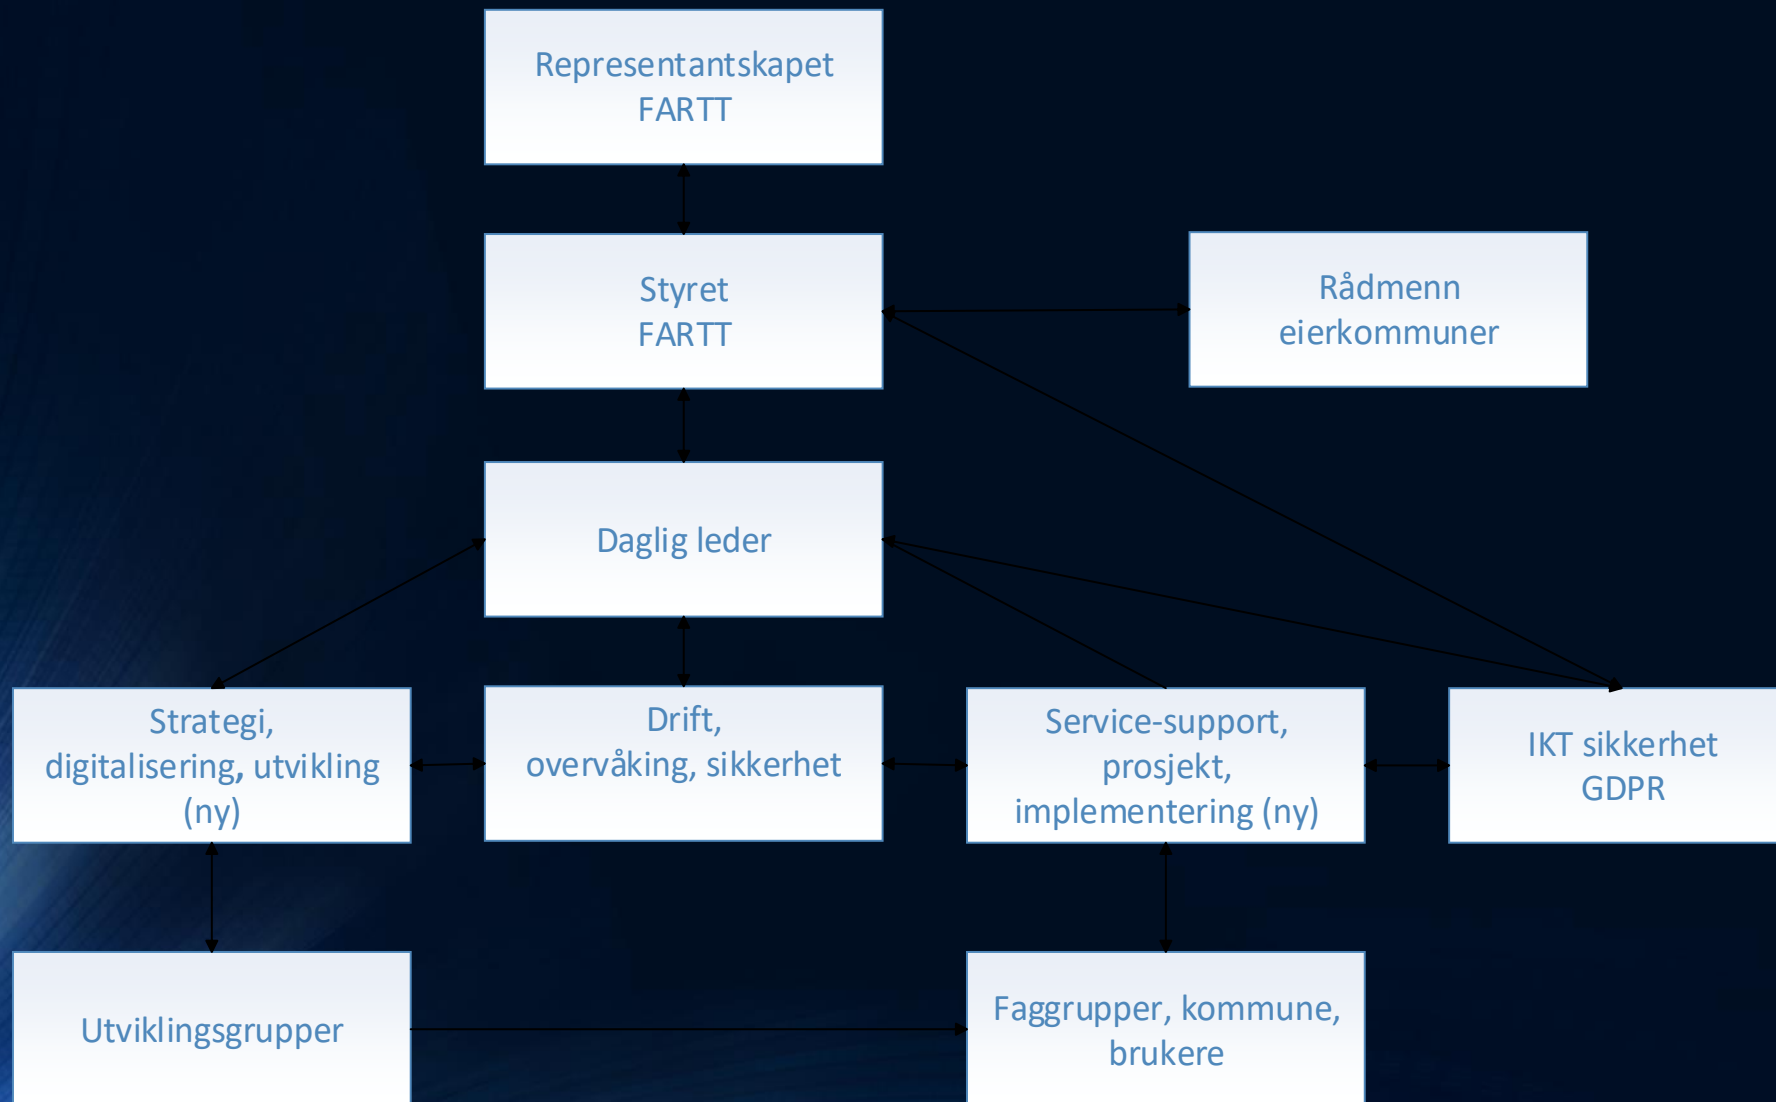 Representantskapet
FARTT
Styret
FARTT
Rådmenn
eierkommuner
Daglig leder
Strategi,
digitalisering, utvikling
(ny)
Drift,
overvåking, sikkerhet
Service-support,
prosjekt,
implementering (ny)
IKT sikkerhet
GDPR
Utviklingsgrupper
Faggrupper, kommune,
brukere